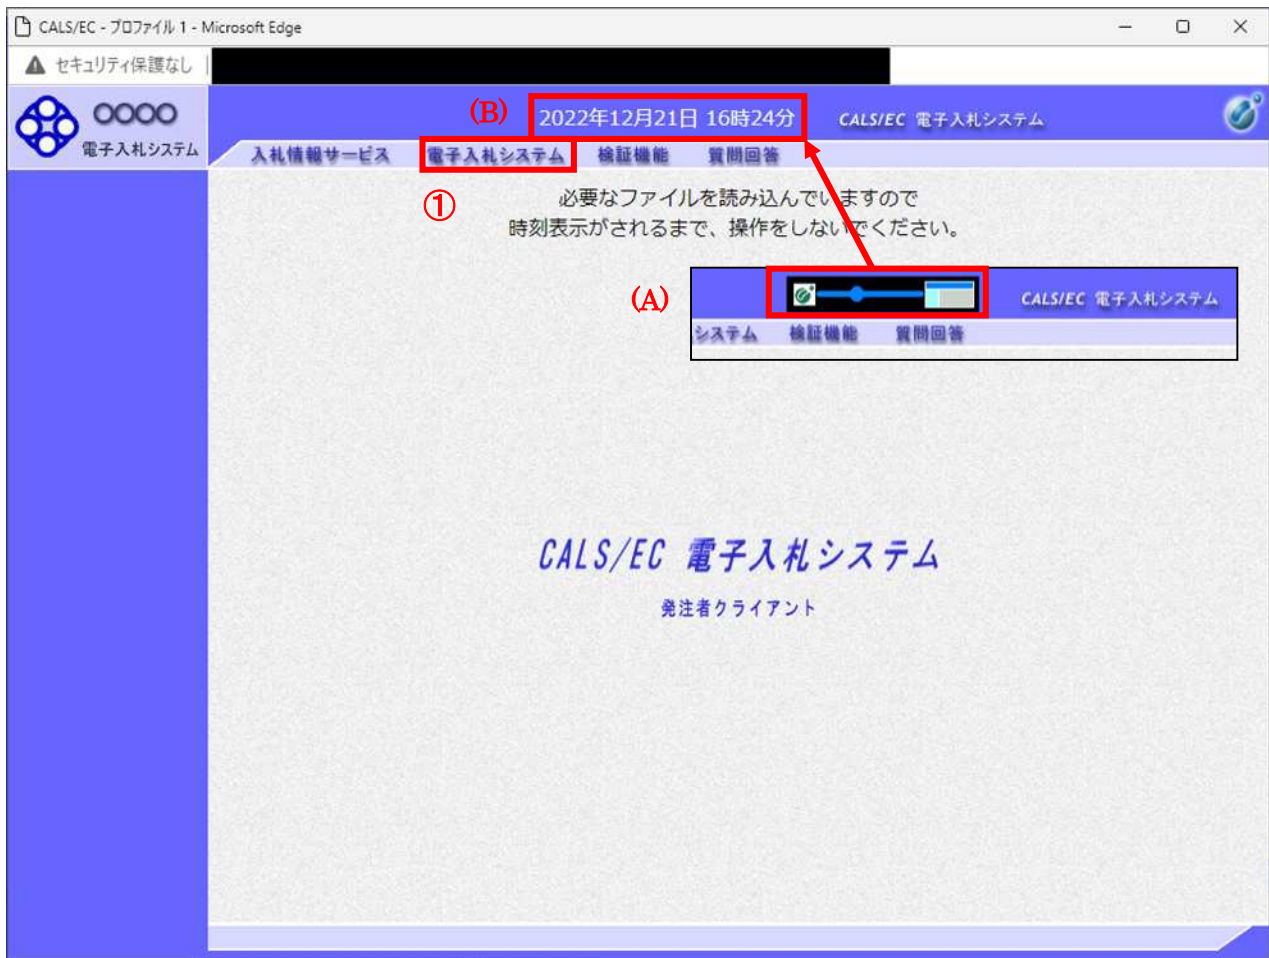 CALS/EC - プロファイル 1 - Microsoft Edge
セキュリティ保護なし
○○○○
電子入札システム
(B)
2022年12月21日 16時24分
CALS/EC 電子入札システム
入札情報サービス 電子入札システム 検証機能 質問回答
①
必要なファイルを読み込んでいますので
時刻表示がされるまで、操作をしないでください。
(A)
CALS/EC 電子入札システム
システム 検証機能 質問回答
CALS/EC 電子入札システム
発注者クライアント